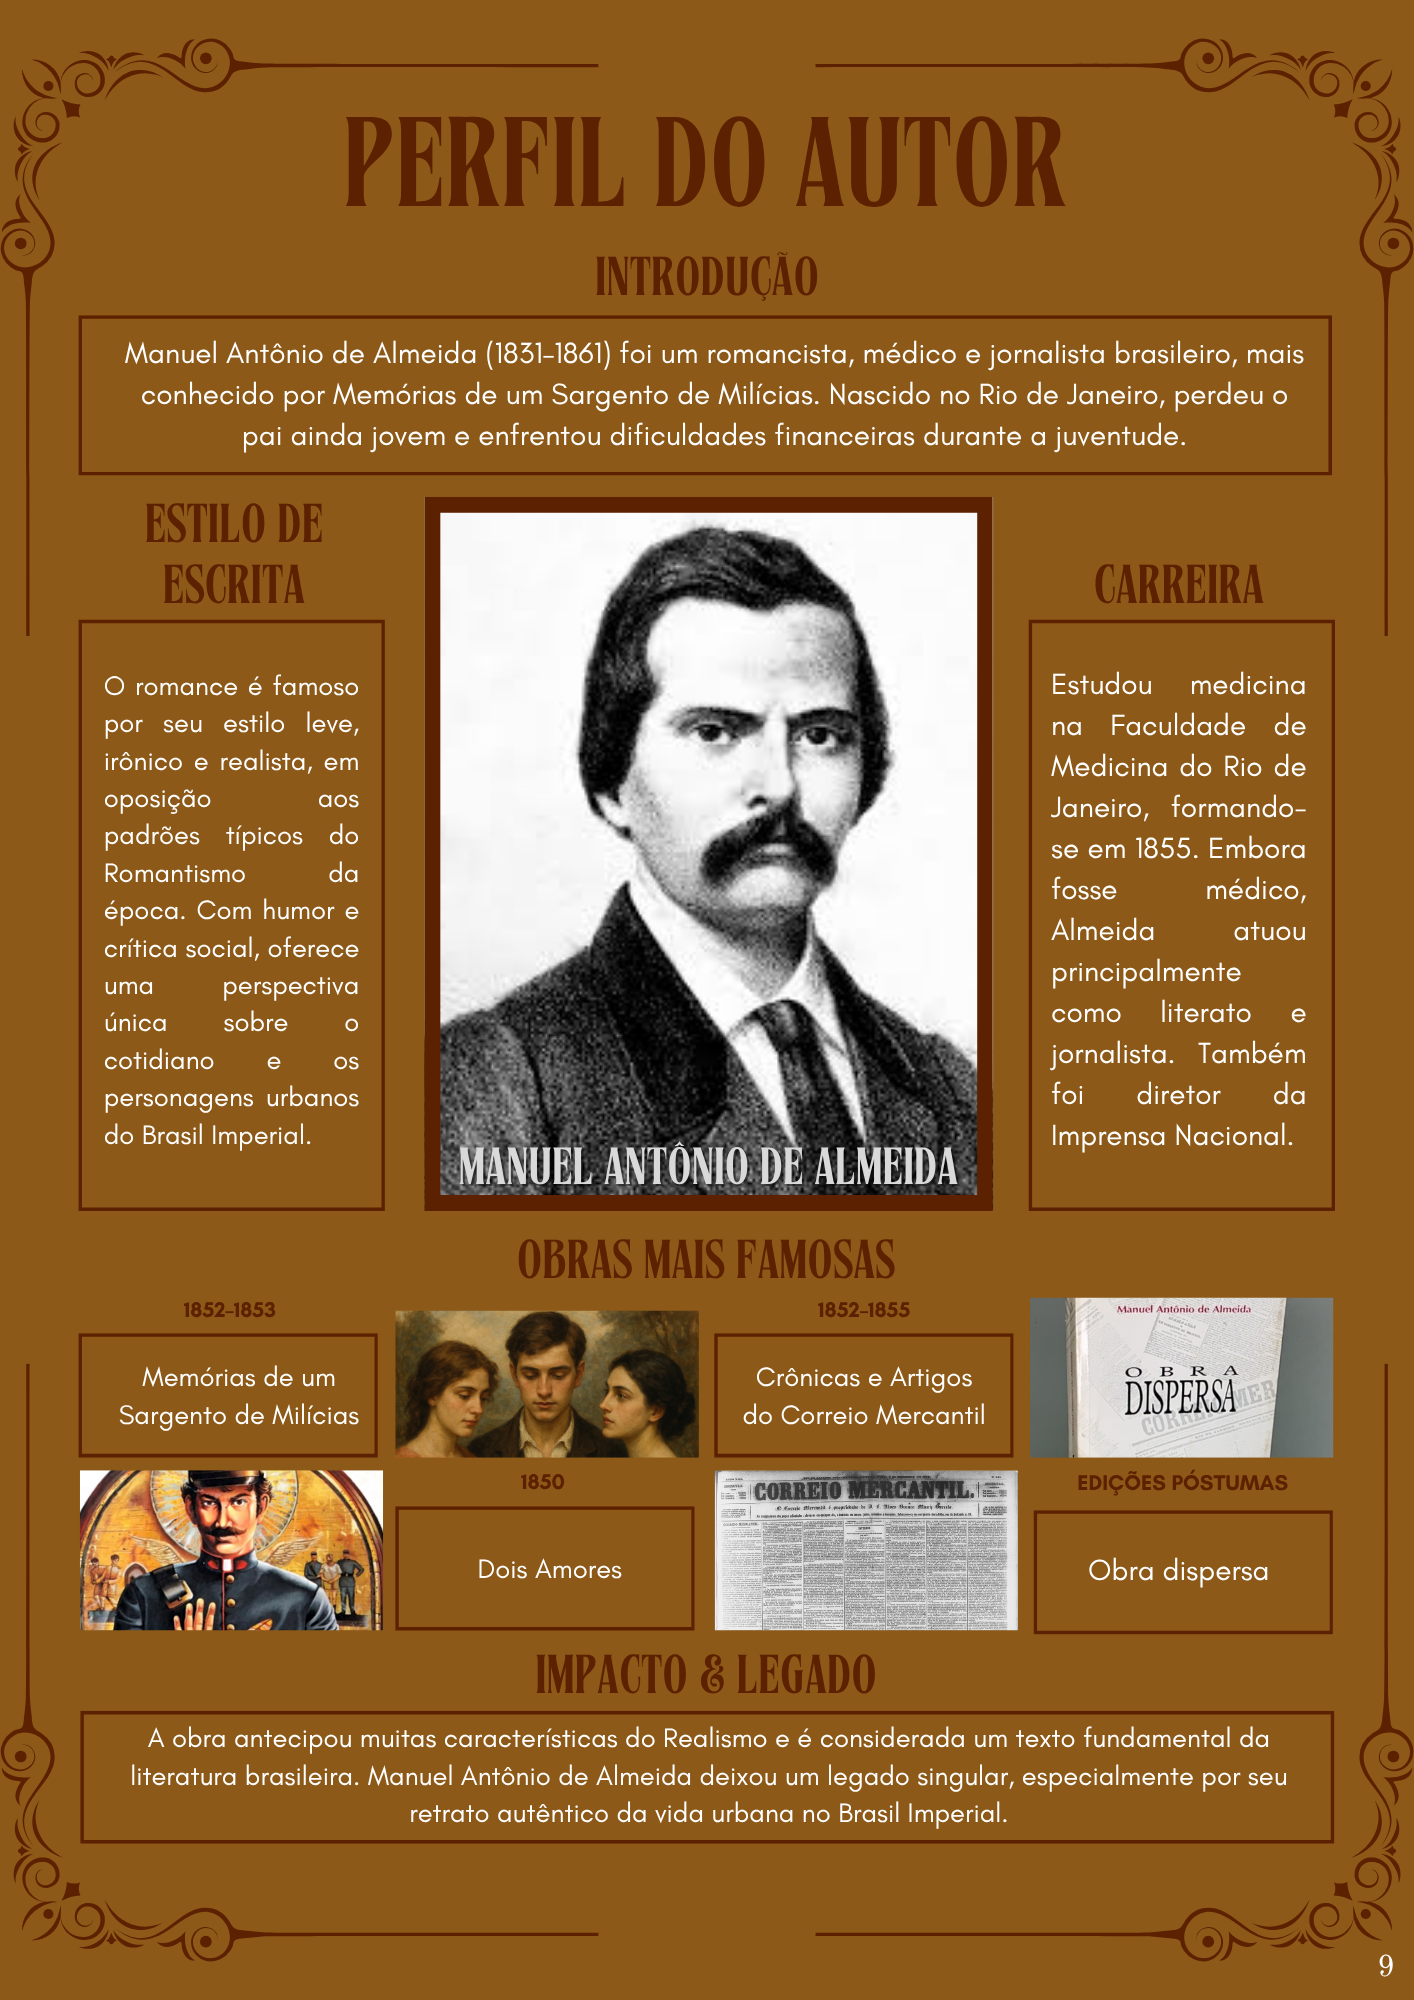 PERFIL DO AUTOR
INTRODUÇÃO
Manuel Antônio de Almeida (1831-1861) foi um romancista, médico e jornalista brasileiro, mais
conhecido por Memórias de um Sargento de Milícias. Nascido no Rio de Janeiro, perdeu o
pai ainda jovem e enfrentou dificuldades financeiras durante a juventude.
ESTILO DE
ESCRITA
O romance é famoso
por seu estilo leve,
irônico e realista, em
oposição aos
padrões típicos do
Romantismo da
época. Com humor e
crítica social, oferece
uma perspectiva
única sobre o
cotidiano e os
personagens urbanos
do Brasil Imperial.
MANUEL ANTÔNIO DE ALMEIDA
CARREIRA
Estudou medicina
na Faculdade de
Medicina do Rio de
Janeiro, formando-
se em 1855. Embora
fosse médico,
Almeida atuou
principalmente
como literato e
jornalista. Também
foi diretor da
Imprensa Nacional.
OBRAS MAIS FAMOSAS
1852-1853
Memórias de um
Sargento de Milícias
1850
Dois Amores
1852-1855
Crônicas e Artigos
do Correio Mercantil
CORREIO MERCANTIL.
Manuel Antônio de Almeida
OBRA
DISPERSA
EDIÇÕES PÓSTUMAS
Obra dispersa
IMPACTO & LEGADO
A obra antecipou muitas características do Realismo e é considerada um texto fundamental da
literatura brasileira. Manuel Antônio de Almeida deixou um legado singular, especialmente por seu
retrato autêntico da vida urbana no Brasil Imperial.
9